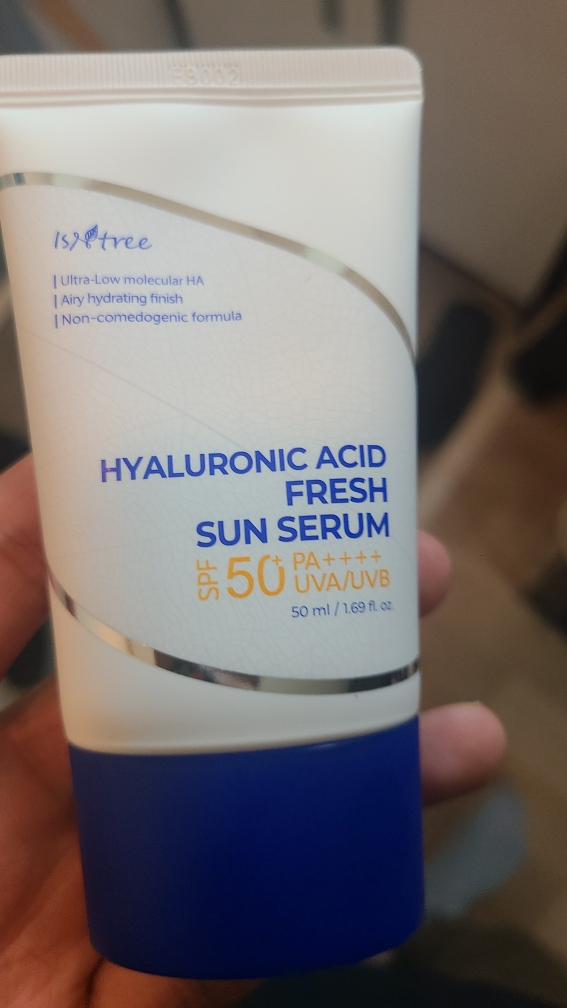 Isntree
Ultra-Low molecular HA
Airy hydrating finish
Non-comedogenic formula
HYALURONIC ACID
FRESH
SUN SERUM
SPF 50+ PA++++
UVA/UVB
50 ml / 1.69 fl. oz.